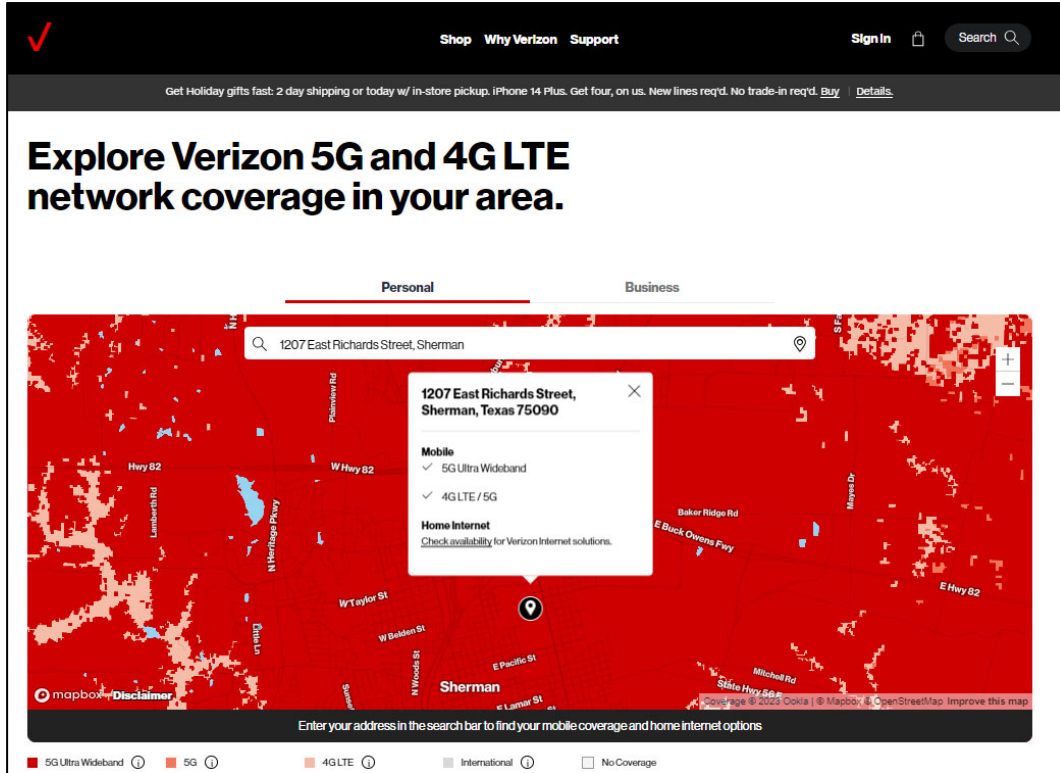 Shop Why Verizon Support Sign In Search
Get Holiday gifts fast: 2 day shipping or today w/ in-store pickup. iPhone 14 Plus. Get four, on us. New lines req'd. No trade-in req'd. Buy | Details.
Explore Verizon 5G and 4G LTE
network coverage in your area.
Personal Business
1207 East Richards Street, Sherman
1207 East Richards Street,
Sherman, Texas 75090
Mobile
5G Ultra Wideband
4G LTE / 5G
Home Internet
Check availability for Verizon Internet solutions.
Plainview Rd
Hwy 82
W Hwy 82
Lamberth Rd
N Heritage Pkwy
Mayes Dr
Baker Ridge Rd
E Buck Owens Fwy
E Hwy 82
W Taylor St
W Belden St
Little Ln
N Woods St
E Pacific St
Mitchell Rd
State Hwy 56 E
Sherman
E Lamar St
mapbox Disclaimer
Coverage © 2023 Ookla | © Mapbox © OpenStreetMap Improve this map
Enter your address in the search bar to find your mobile coverage and home internet options
5G Ultra Wideband 5G 4G LTE International No Coverage